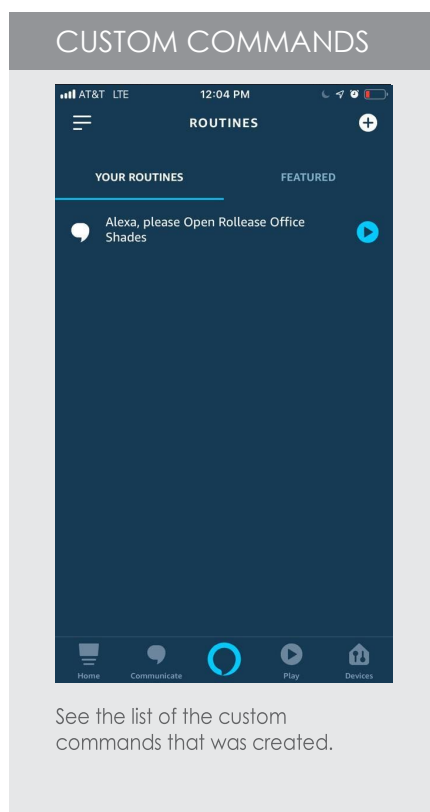 CUSTOM COMMANDS
AT&T LTE 12:04 PM
ROUTINES
YOUR ROUTINES FEATURED
Alexa, please Open Rollease Office
Shades
Home Communicate Play Devices
See the list of the custom
commands that was created.